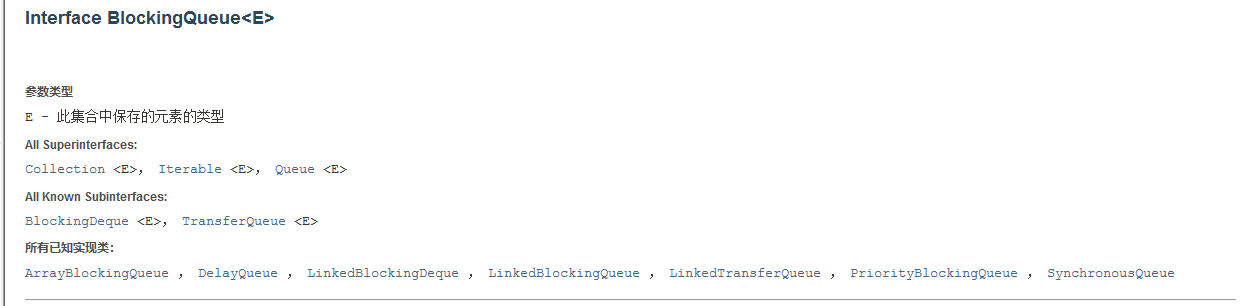 Interface BlockingQueue<E>
参数类型
E - 此集合中保存的元素的类型
All Superinterfaces:
Collection <E>, Iterable <E>, Queue <E>
All Known Subinterfaces:
BlockingDeque <E>, TransferQueue <E>
所有已知实现类:
ArrayBlockingQueue , DelayQueue , LinkedBlockingDeque , LinkedBlockingQueue , LinkedTransferQueue , PriorityBlockingQueue , SynchronousQueue